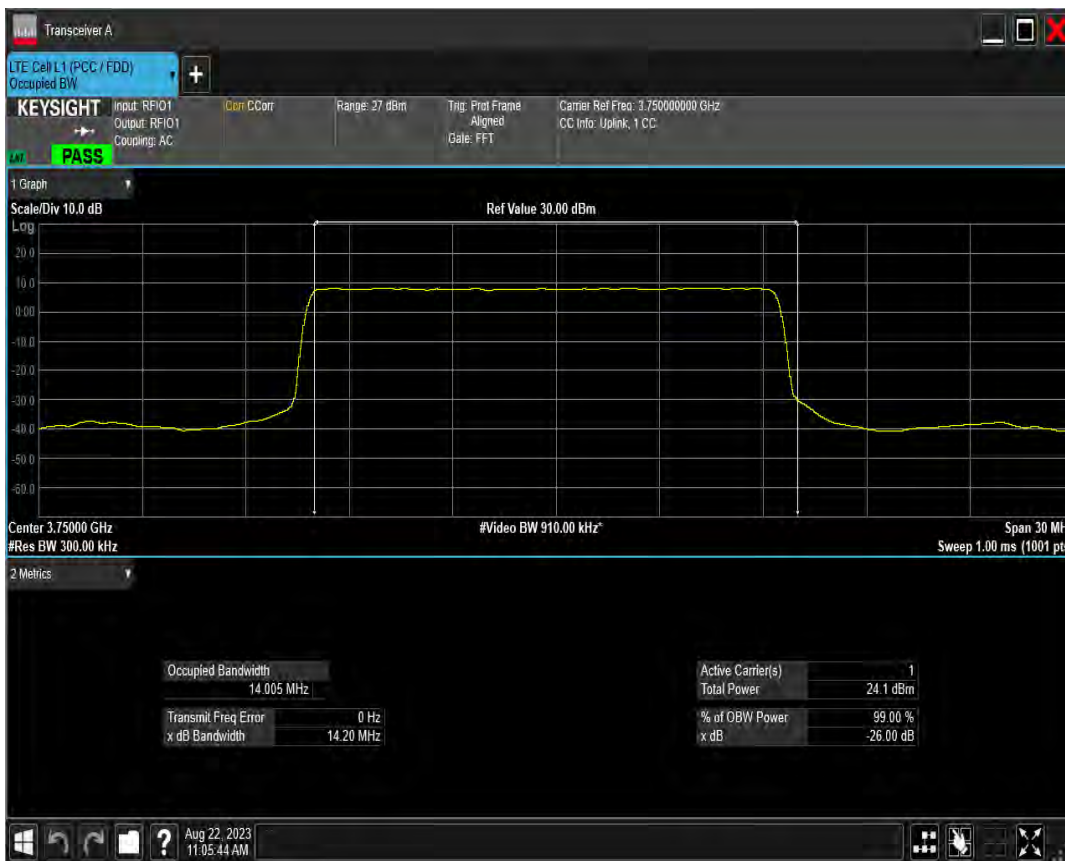 Transceiver A
LTE Cell L1 (PCC / FDD)
Occupied BW
+
KEYSIGHT
LXI
PASS
Input: RFIO1
Output: RFIO1
Coupling: AC
Corr CCorr
Range: 27 dBm
Trig: Prot Frame
Aligned
Gate: FFT
Carrier Ref Freq: 3.750000000 GHz
CC Info: Uplink, 1 CC
1 Graph
Scale/Div 10.0 dB
Ref Value 30.00 dBm
Log
20.0
10.0
0.00
-10.0
-20.0
-30.0
-40.0
-50.0
-60.0
Center 3.75000 GHz
#Video BW 910.00 kHz*
Span 30 MH
#Res BW 300.00 kHz
Sweep 1.00 ms (1001 pts
2 Metrics
Occupied Bandwidth
14.005 MHz
Transmit Freq Error 0 Hz
x dB Bandwidth 14.20 MHz
Active Carrier(s) 1
Total Power 24.1 dBm
% of OBW Power 99.00 %
x dB -26.00 dB
?
Aug 22, 2023
11:05:44 AM